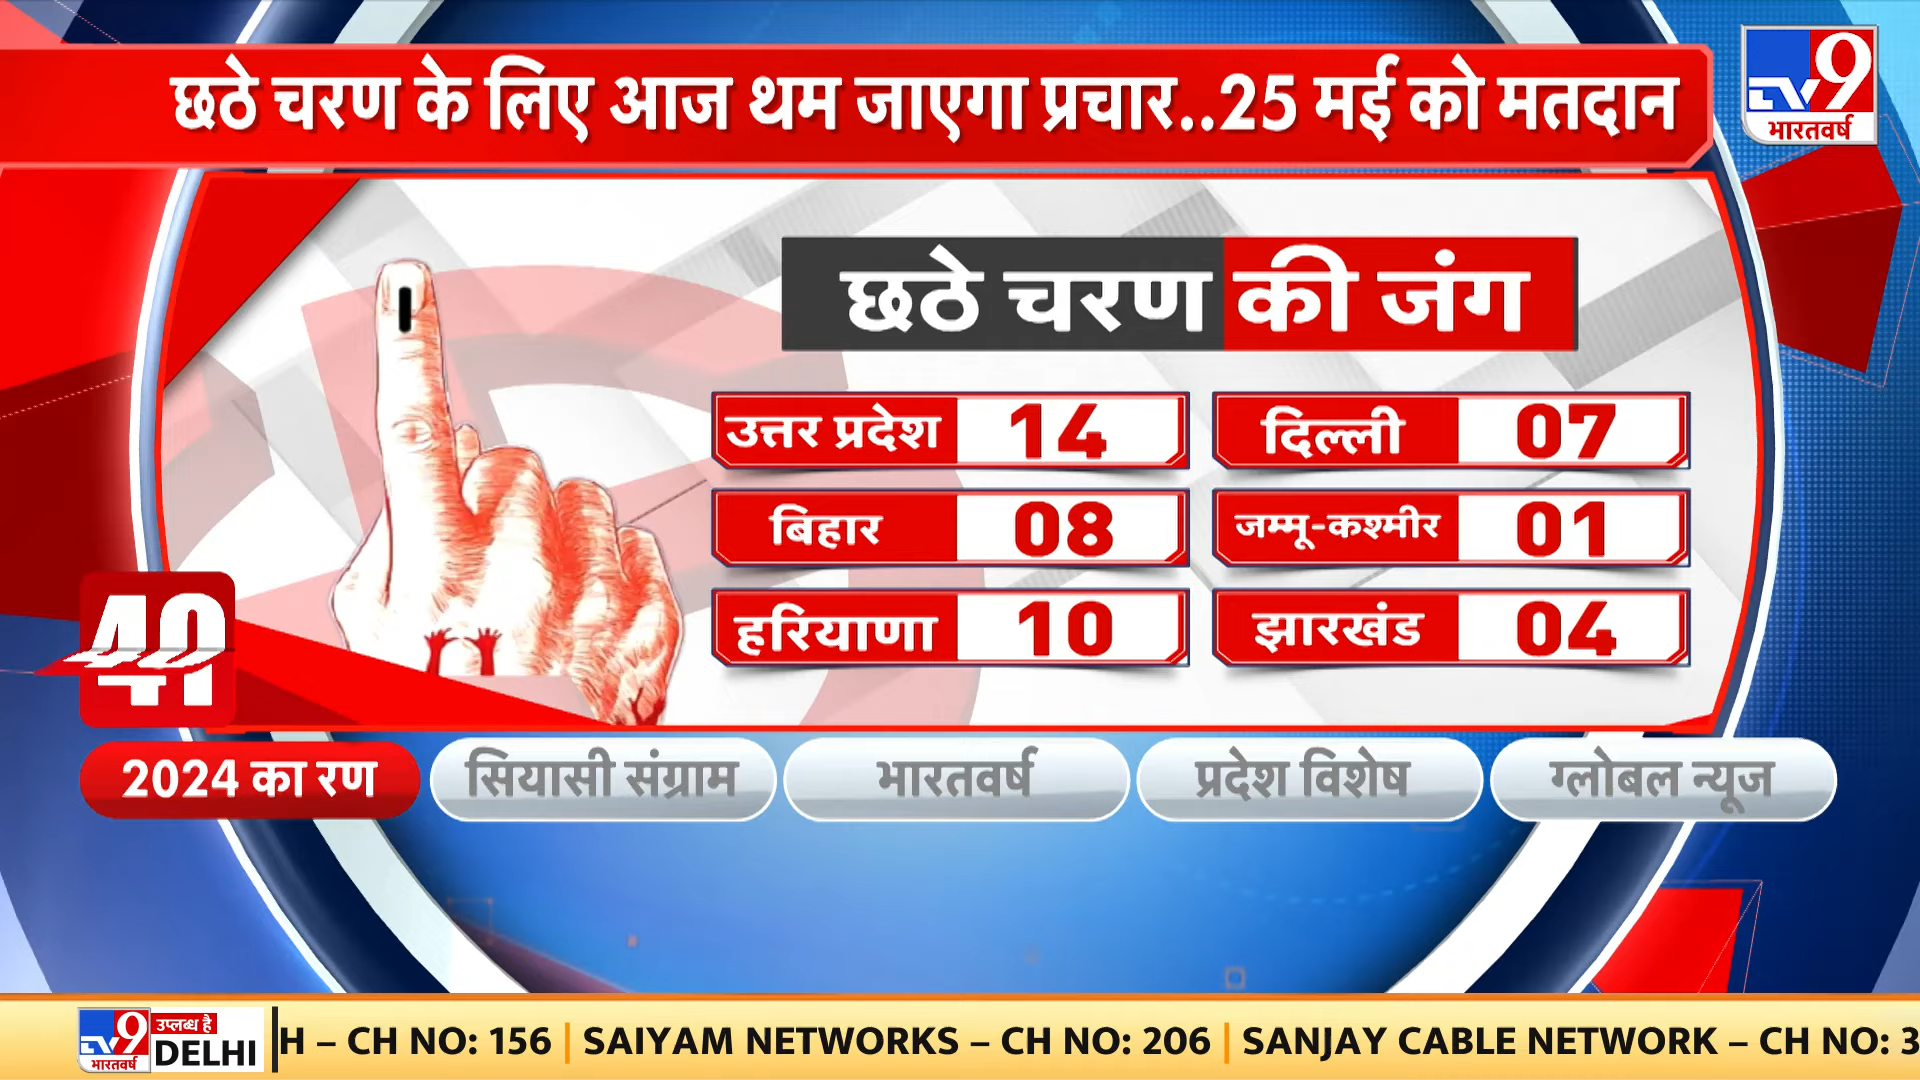 छठे चरण के लिए आज थम जाएगा प्रचार..25 मई को मतदान
TV9
भारतवर्ष
छठे चरण की जंग
उत्तर प्रदेश 14
दिल्ली 07
बिहार 08
जम्मू-कश्मीर 01
हरियाणा 10
झारखंड 04
2024 का रण
सियासी संग्राम
भारतवर्ष
प्रदेश विशेष
ग्लोबल न्यूज
TV9
भारतवर्ष
उप्लब्ध है
DELHI
H – CH NO: 156 | SAIYAM NETWORKS – CH NO: 206 | SANJAY CABLE NETWORK – CH NO: 3